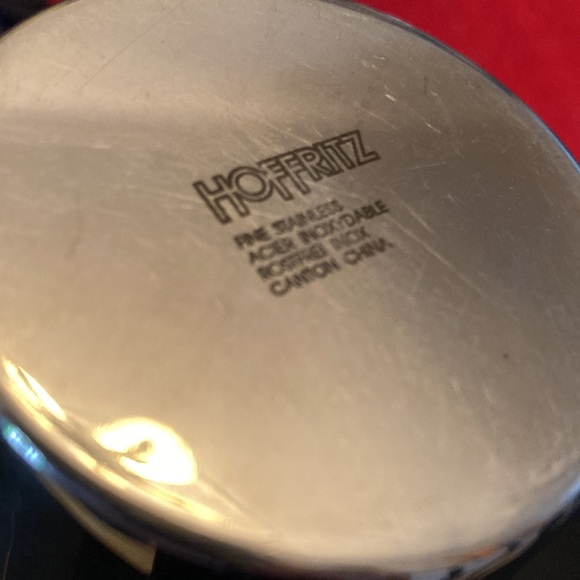 HOFFRITZ
FINE STAINLESS
ACIER INOXYDABLE
ROSTFREI INOX
CANTON CHINA